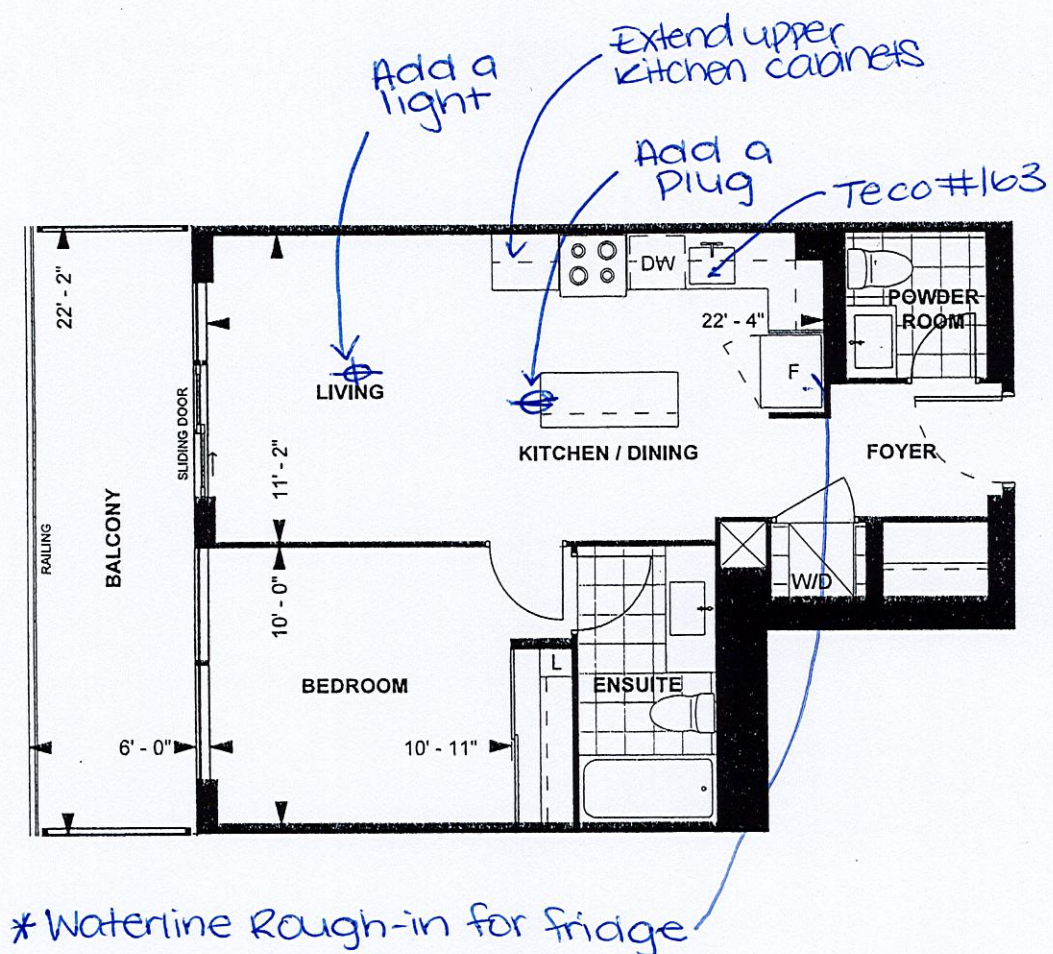 Extend upper
kitchen cabinets
Add a
light
Add a
plug
Teco #163
22' - 2"
DW
POWDER
ROOM
22' - 4"
F
LIVING
SLIDING DOOR
KITCHEN / DINING
FOYER
11' - 2"
RAILING
BALCONY
10' - 0"
W/D
L
BEDROOM
ENSUITE
6' - 0"
10' - 11"
* Waterline Rough-in for fridge